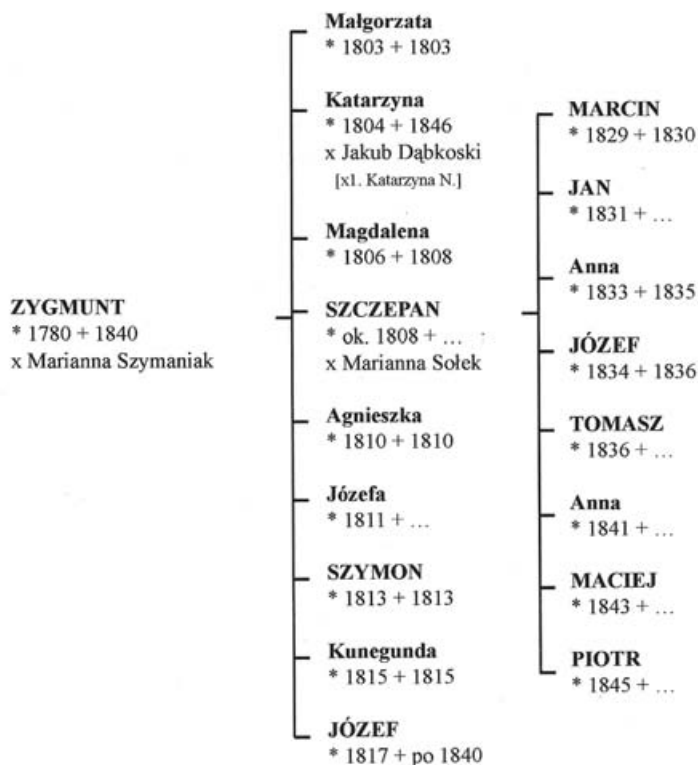 ZYGMUNT
* 1780 + 1840
x Marianna Szymaniak
Małgorzata
* 1803 + 1803
Katarzyna
* 1804 + 1846
x Jakub Dąbkoski
[x1. Katarzyna N.]
Magdalena
* 1806 + 1808
SZCZEPAN
* ok. 1808 + ...
x Marianna Sołek
Agnieszka
* 1810 + 1810
Józefa
* 1811 + ...
SZYMON
* 1813 + 1813
Kunegunda
* 1815 + 1815
JÓZEF
* 1817 + po 1840
MARCIN
* 1829 + 1830
JAN
* 1831 + ...
Anna
* 1833 + 1835
JÓZEF
* 1834 + 1836
TOMASZ
* 1836 + ...
Anna
* 1841 + ...
MACIEJ
* 1843 + ...
PIOTR
* 1845 + ...